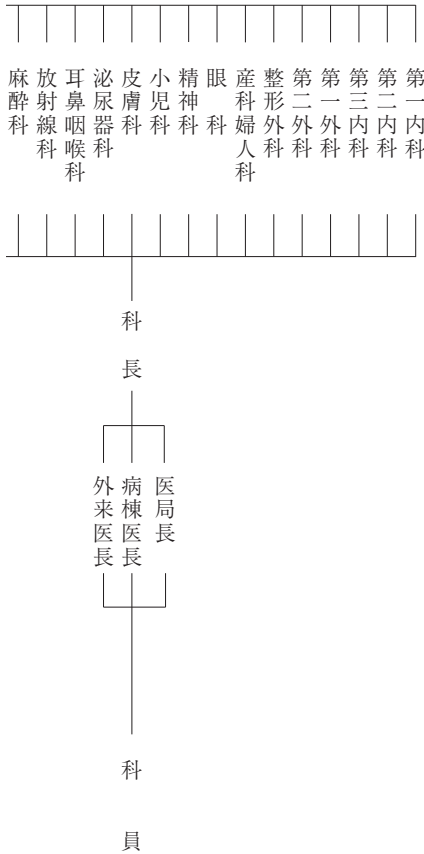 第一内科
第二内科
第三内科
第一外科
第二外科
整形外科
産科婦人科
眼科
精神科
小児科
皮膚科
泌尿器科
耳鼻咽喉科
放射線科
麻酔科
科長
医局長
病棟医長
外来医長
科員